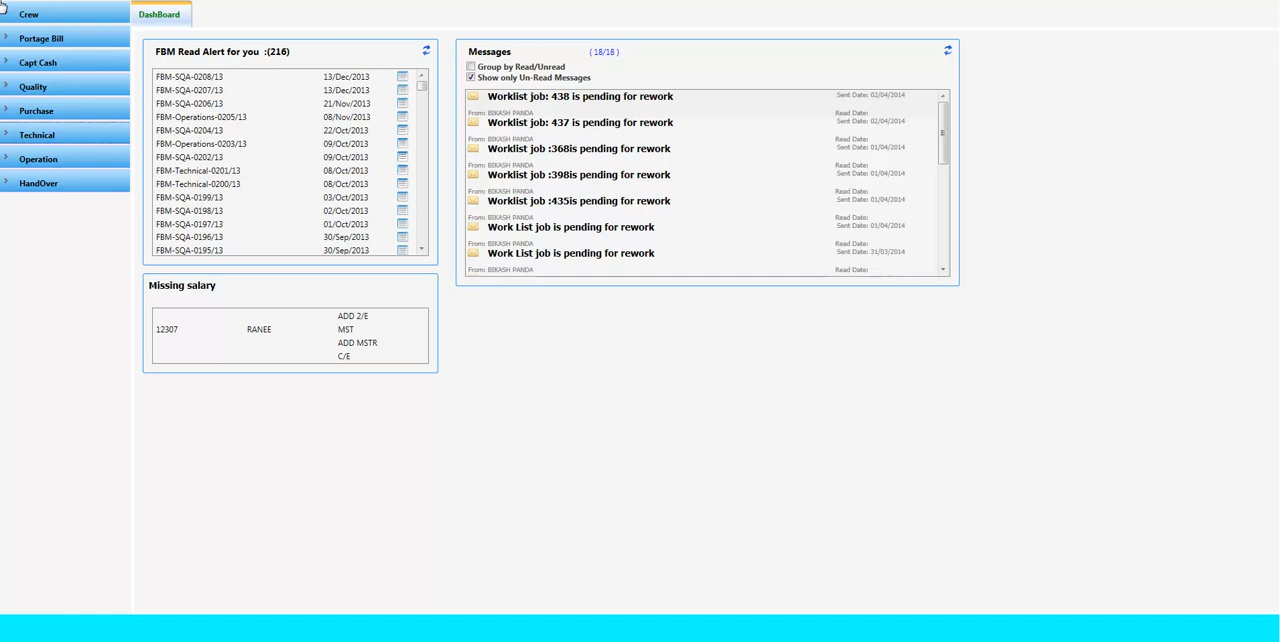 Crew
Portage Bill
Capt Cash
Quality
Purchase
Technical
Operation
HandOver
DashBoard
FBM Read Alert for you :(216)
FBM-SQA-0208/13 13/Dec/2013
FBM-SQA-0207/13 13/Dec/2013
FBM-SQA-0206/13 21/Nov/2013
FBM-Operations-0205/13 08/Nov/2013
FBM-SQA-0204/13 22/Oct/2013
FBM-Operations-0203/13 09/Oct/2013
FBM-SQA-0202/13 09/Oct/2013
FBM-Technical-0201/13 08/Oct/2013
FBM-Technical-0200/13 08/Oct/2013
FBM-SQA-0199/13 03/Oct/2013
FBM-SQA-0198/13 02/Oct/2013
FBM-SQA-0197/13 01/Oct/2013
FBM-SQA-0196/13 30/Sep/2013
FBM-SQA-0195/13 30/Sep/2013
Missing salary
ADD 2/E
12307 RANEE MST
ADD MSTR
C/E
Messages ( 18/18 )
Group by Read/Unread
Show only Un-Read Messages
Worklist job: 438 is pending for rework Sent Date: 02/04/2014
From: BIKASH PANDA Read Date:
Worklist job: 437 is pending for rework Sent Date: 02/04/2014
From: BIKASH PANDA Read Date:
Worklist job :368is pending for rework Sent Date: 01/04/2014
From: BIKASH PANDA Read Date:
Worklist job :398is pending for rework Sent Date: 01/04/2014
From: BIKASH PANDA Read Date:
Worklist job :435is pending for rework Sent Date: 01/04/2014
From: BIKASH PANDA Read Date:
Work List job is pending for rework Sent Date: 01/04/2014
From: BIKASH PANDA Read Date:
Work List job is pending for rework Sent Date: 31/03/2014
From: BIKASH PANDA Read Date: